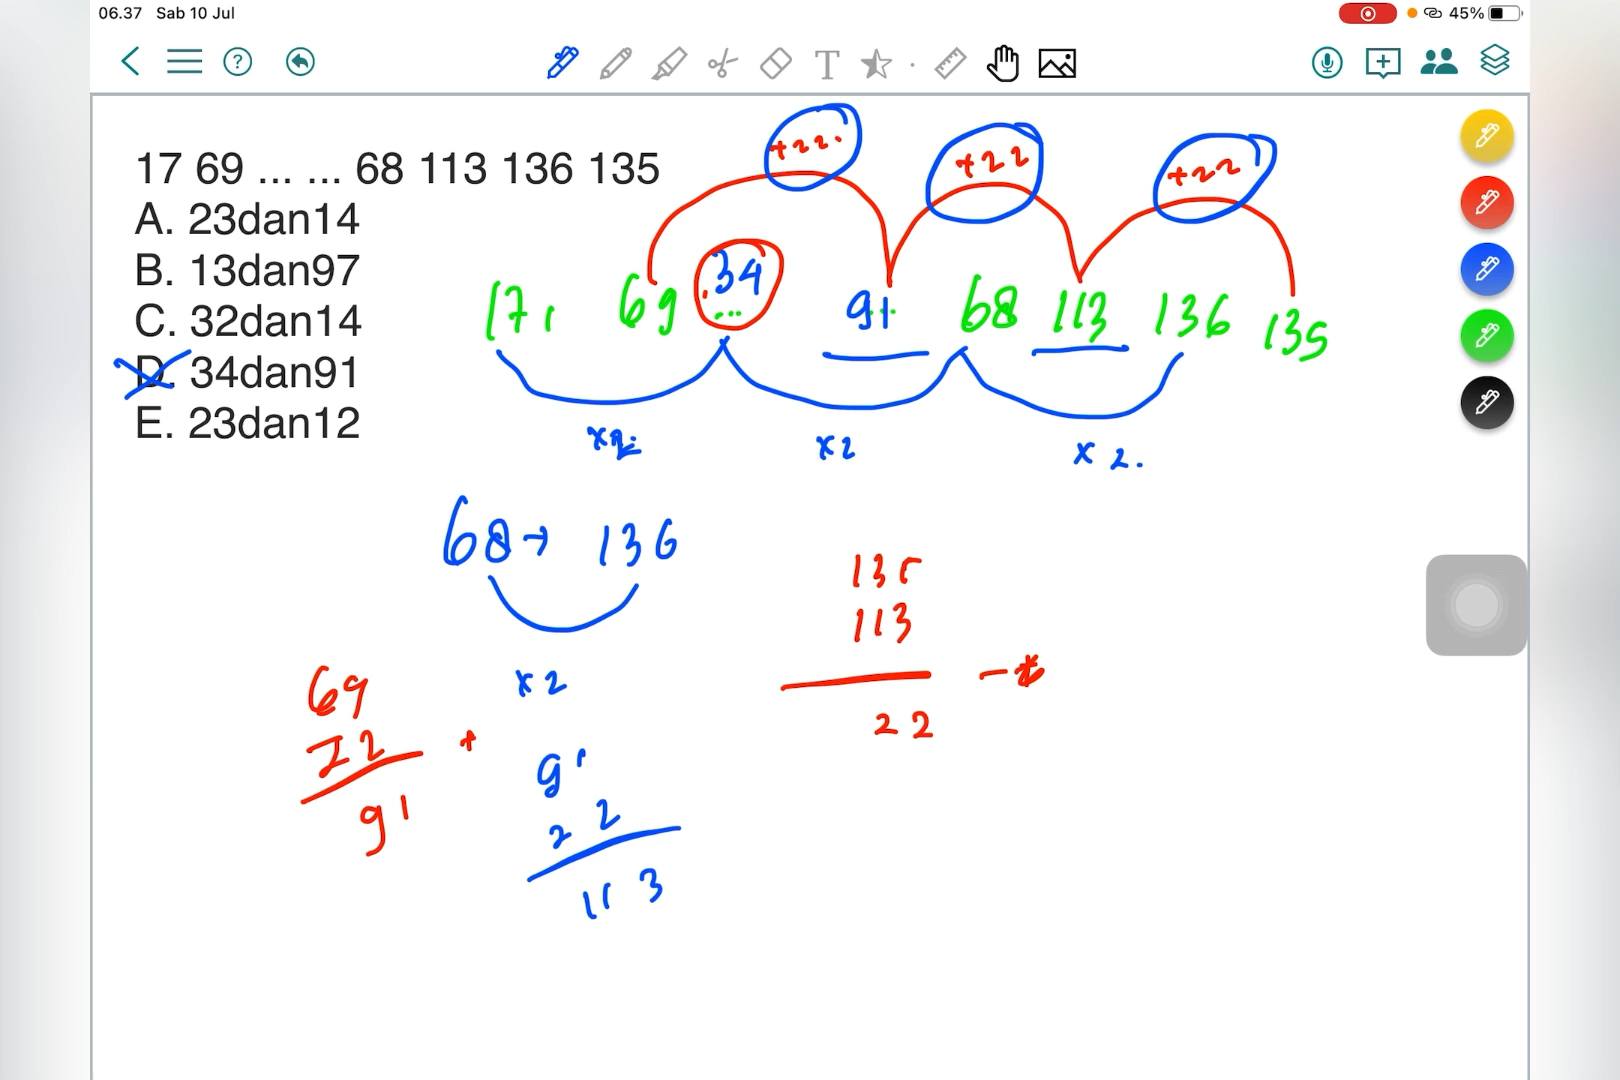 06.37 Sab 10 Jul
45%
T
17 69 ... ... 68 113 136 135
A. 23dan14
B. 13dan97
C. 32dan14
D. 34dan91
E. 23dan12
+22. +22 +22
17, 69 .34 ... 91 68 113 136 135
x2 x2 x 2.
68 → 136
x 2
135
113
22
69
22 +
91
91
22
113